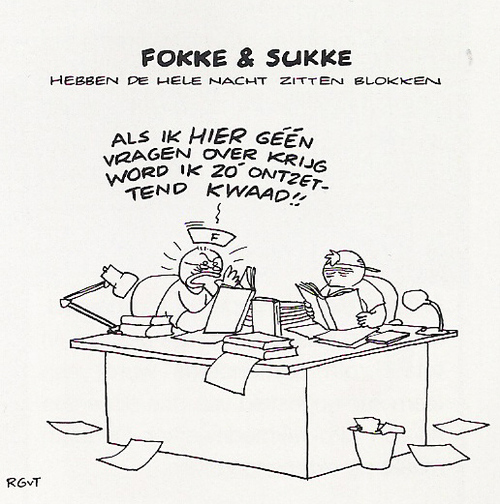 FOKKE & SUKKE
HEBBEN DE HELE NACHT ZITTEN BLOKKEN
ALS IK HIER GÉÉN
VRAGEN OVER KRIJG
WORD IK ZÓ ONTZET-
TEND KWAAD!!
F
RGvT